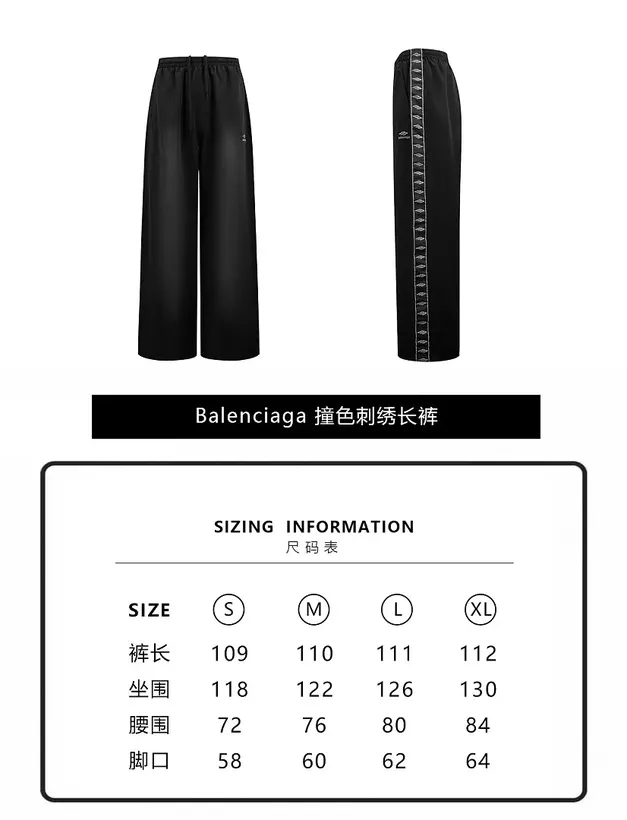 Balenciaga 撞色刺绣长裤
SIZING INFORMATION
尺码表
SIZE S M L XL
裤长 109 110 111 112
坐围 118 122 126 130
腰围 72 76 80 84
脚口 58 60 62 64